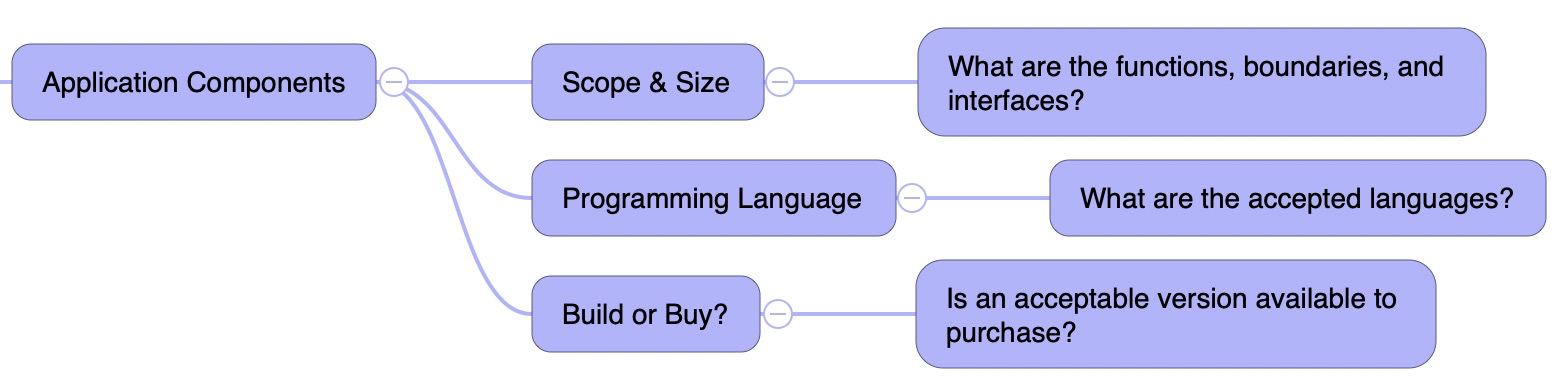 Application Components
Scope & Size
What are the functions, boundaries, and
interfaces?
Programming Language
What are the accepted languages?
Build or Buy?
Is an acceptable version available to
purchase?